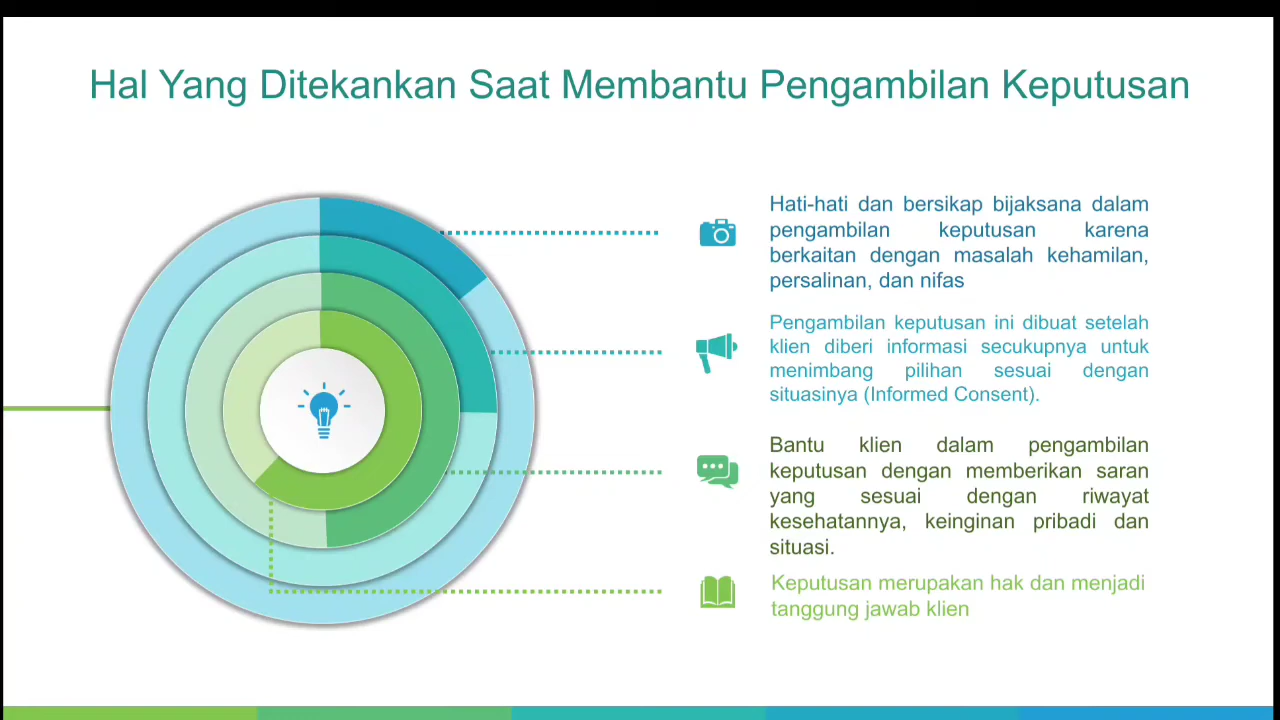 Hal Yang Ditekankan Saat Membantu Pengambilan Keputusan
Hati-hati dan bersikap bijaksana dalam
pengambilan keputusan karena
berkaitan dengan masalah kehamilan,
persalinan, dan nifas
Pengambilan keputusan ini dibuat setelah
klien diberi informasi secukupnya untuk
menimbang pilihan sesuai dengan
situasinya (Informed Consent).
Bantu klien dalam pengambilan
keputusan dengan memberikan saran
yang sesuai dengan riwayat
kesehatannya, keinginan pribadi dan
situasi.
Keputusan merupakan hak dan menjadi
tanggung jawab klien